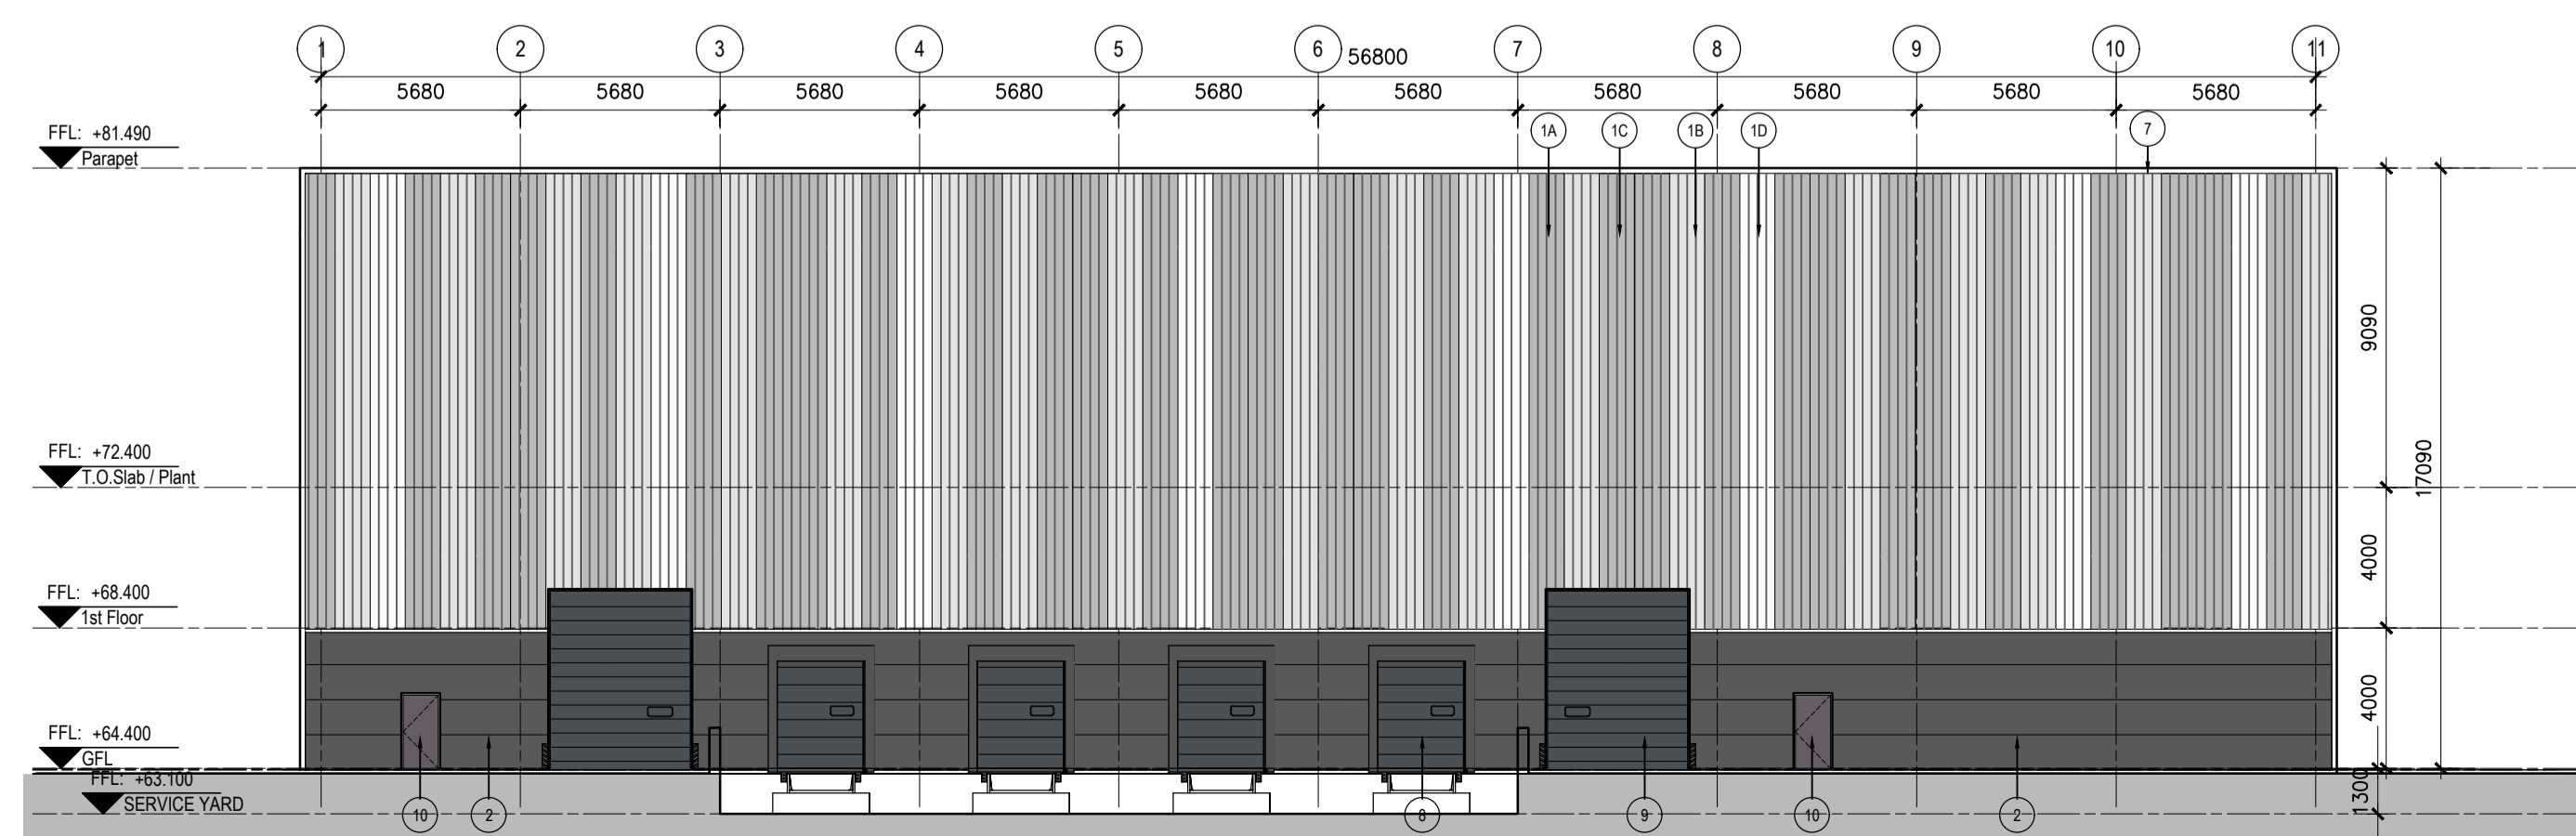 1 2 3 4 5 6 7 8 9 10 11
56800
5680 5680 5680 5680 5680 5680 5680 5680 5680 5680
1A 1C 1B 1D 7
FFL: +81.490
Parapet
9090
FFL: +72.400
T.O.Slab / Plant
17090
4000
FFL: +68.400
1st Floor
4000
FFL: +64.400
GFL
FFL: +63.100
SERVICE YARD
1300
10 2 8 9 10 2